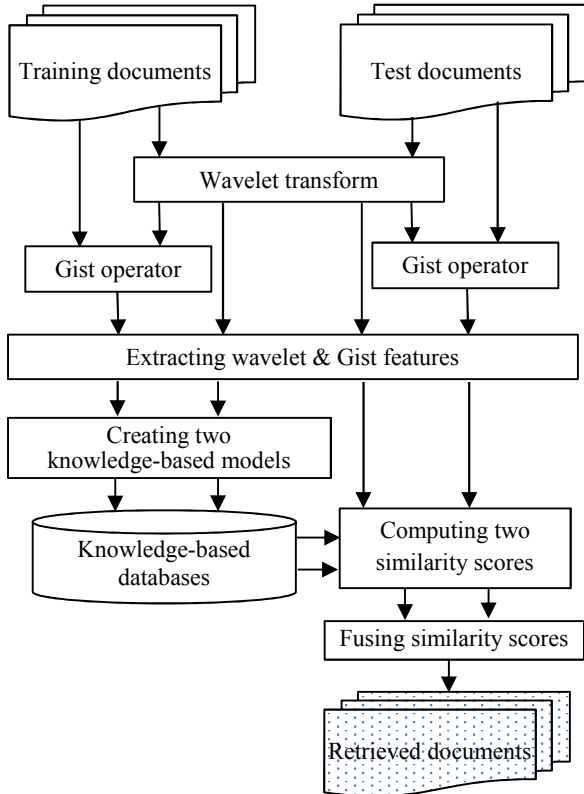 Training documents
Test documents
Wavelet transform
Gist operator
Gist operator
Extracting wavelet & Gist features
Creating two
knowledge-based models
Knowledge-based
databases
Computing two
similarity scores
Fusing similarity scores
Retrieved documents